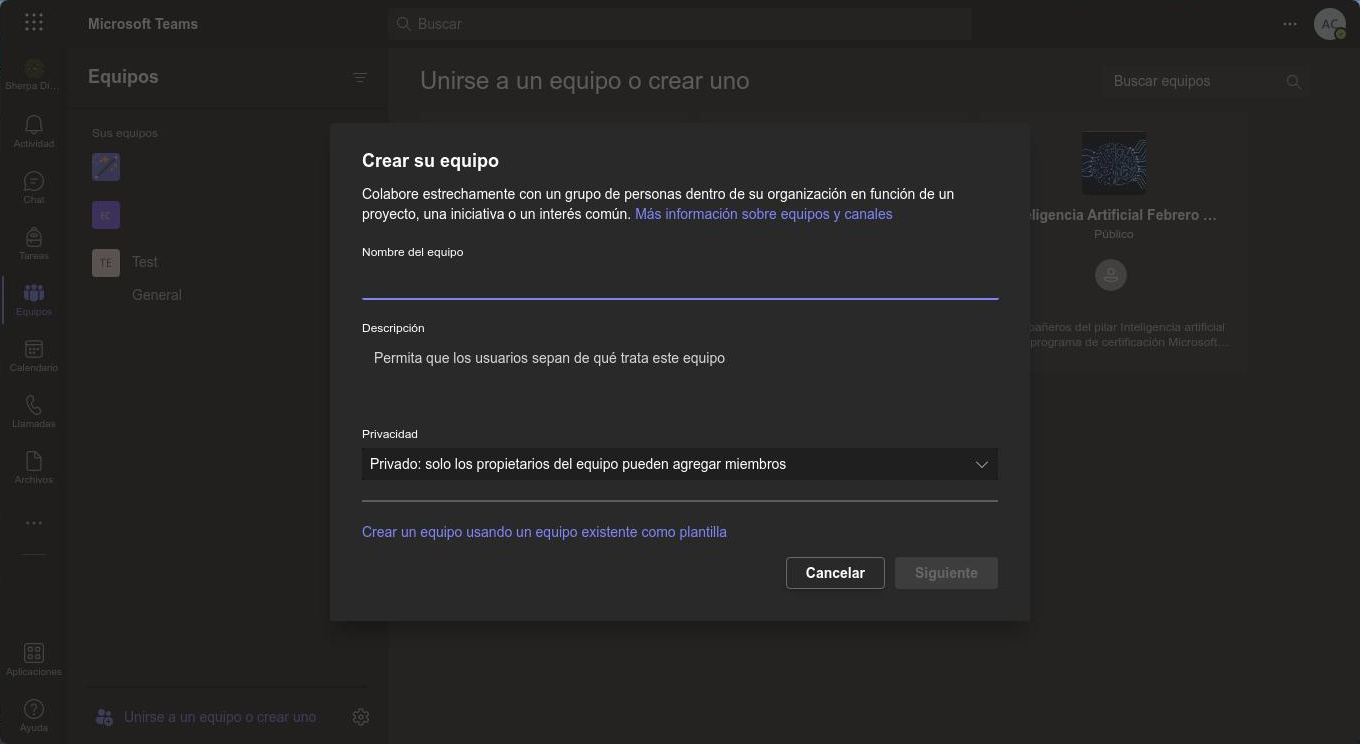 Microsoft Teams
Buscar
AC
Sherpa Di...
Actividad
Chat
Tareas
Equipos
Calendario
Llamadas
Archivos
Aplicaciones
Ayuda
Equipos
Sus equipos
EC
TE
Test
General
Unirse a un equipo o crear uno
Unirse a un equipo o crear uno
Buscar equipos
Crear su equipo
Colabore estrechamente con un grupo de personas dentro de su organización en función de un
proyecto, una iniciativa o un interés común. Más información sobre equipos y canales
Nombre del equipo
Descripción
Permita que los usuarios sepan de qué trata este equipo
Privacidad
Privado: solo los propietarios del equipo pueden agregar miembros
Crear un equipo usando un equipo existente como plantilla
Cancelar
Siguiente
eligencia Artificial Febrero ...
Público
pañeros del pilar Inteligencia artificial
programa de certificación Microsoft...